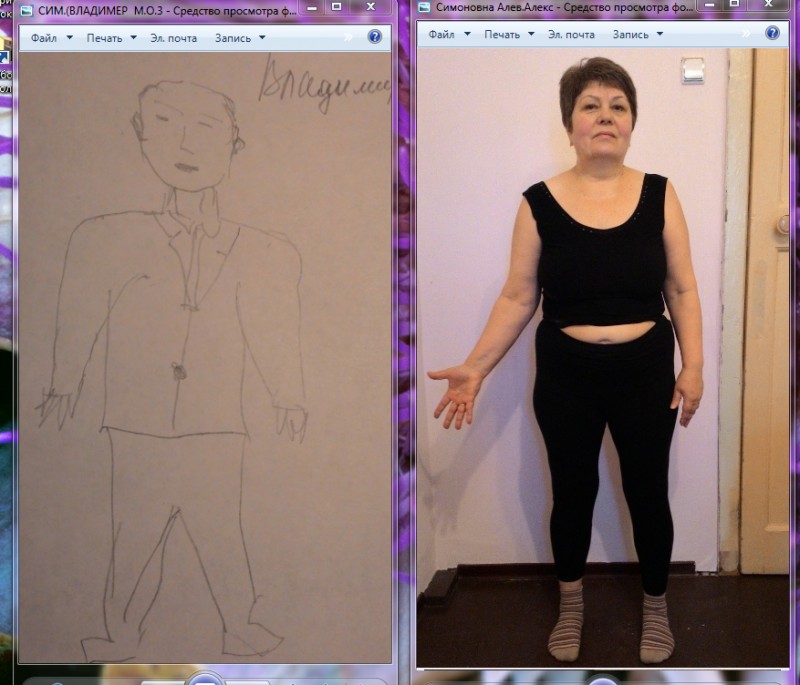 СИМ.(ВЛАДИМЕР М.О.З - Средство просмотра ф...
Файл Печать Эл. почта Запись »
Владими
Симоновна Алев.Алекс - Средство просмотра фо...
Файл Печать Эл. почта Запись »